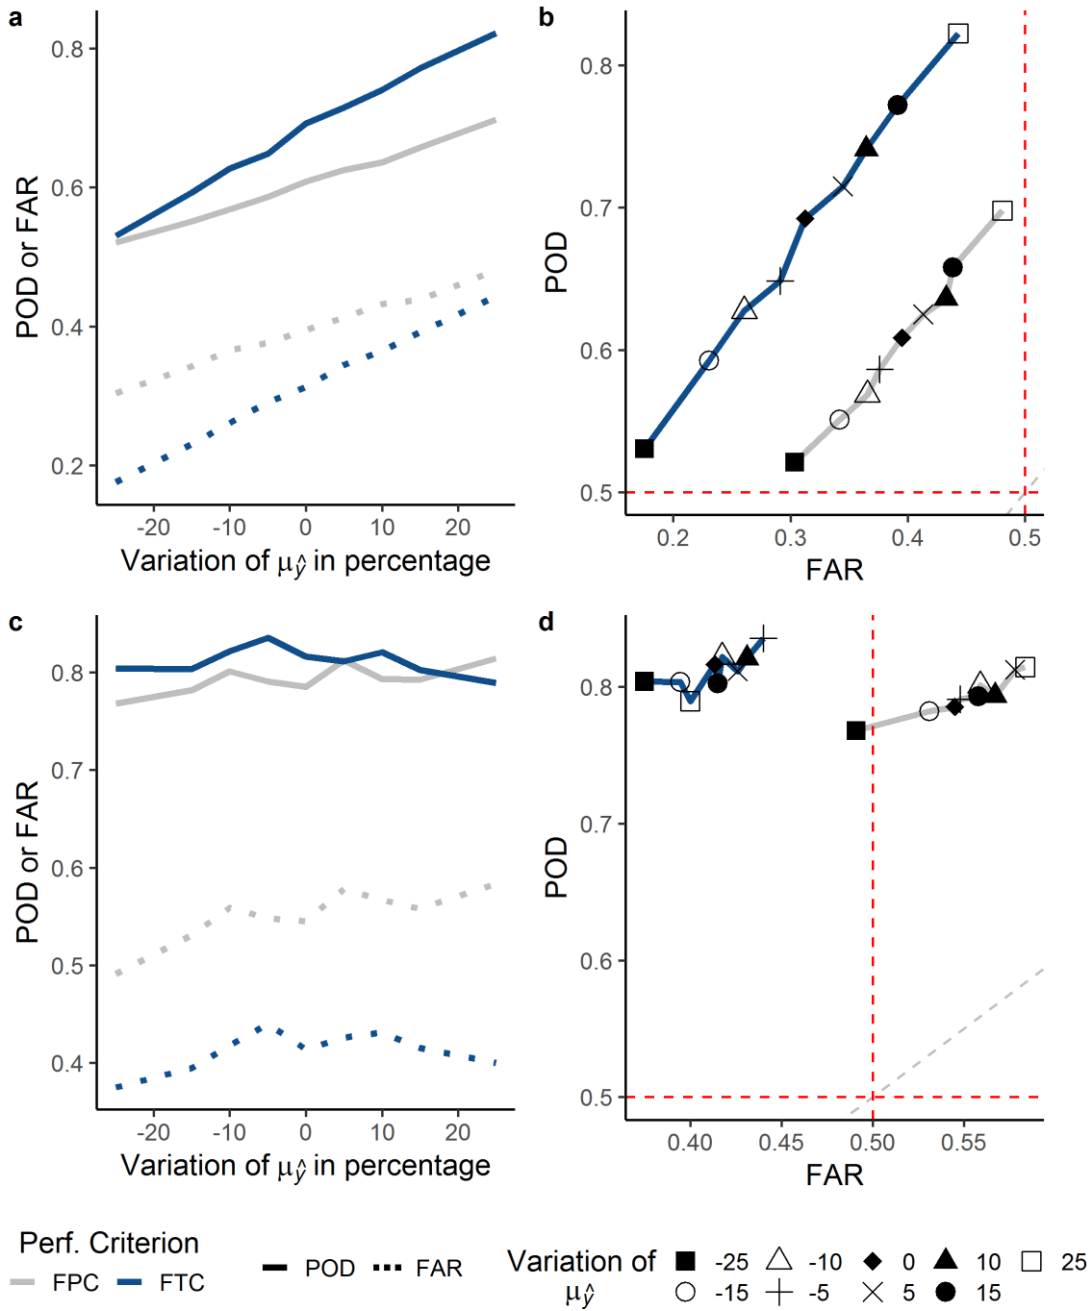 a
POD or FAR
0.8
0.6
0.4
0.2
-20 -10 0 10 20
Variation of μŷ in percentage
b
POD
0.8
0.7
0.6
0.5
0.2 0.3 0.4 0.5
FAR
c
POD or FAR
0.8
0.7
0.6
0.5
0.4
-20 -10 0 10 20
Variation of μŷ in percentage
d
POD
0.8
0.7
0.6
0.5
0.40 0.45 0.50 0.55
FAR
Perf. Criterion
FPC FTC
POD FAR
Variation of
μŷ
-25 -10 0 10 25
-15 -5 5 15